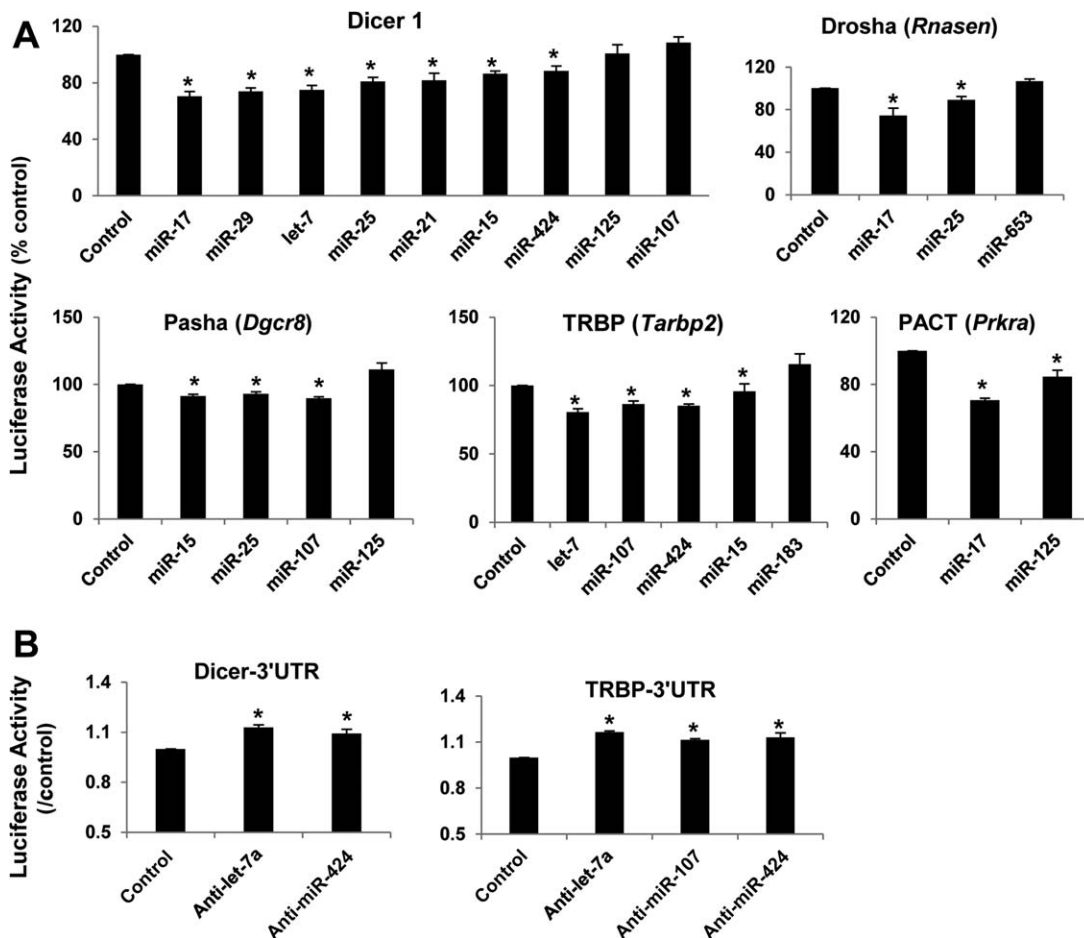 A
Dicer 1
120
80
40
0
*
*
*
*
*
*
*
Control
miR-17
miR-29
let-7
miR-25
miR-21
miR-15
miR-424
miR-125
miR-107
Drosha (Rnasen)
120
80
40
0
*
*
Control
miR-17
miR-25
miR-653
Luciferase Activity (% control)
Pasha (Dgcr8)
150
100
50
0
*
*
*
Control
miR-15
miR-25
miR-107
miR-125
TRBP (Tarbp2)
150
100
50
0
*
*
*
*
Control
let-7
miR-107
miR-424
miR-15
miR-183
PACT (Prkra)
120
80
40
0
*
*
Control
miR-17
miR-125
B
Luciferase Activity
(/control)
Dicer-3'UTR
1.4
1.1
0.8
0.5
*
*
Control
Anti-let-7a
Anti-miR-424
TRBP-3'UTR
1.4
1.1
0.8
0.5
*
*
*
Control
Anti-let-7a
Anti-miR-107
Anti-miR-424